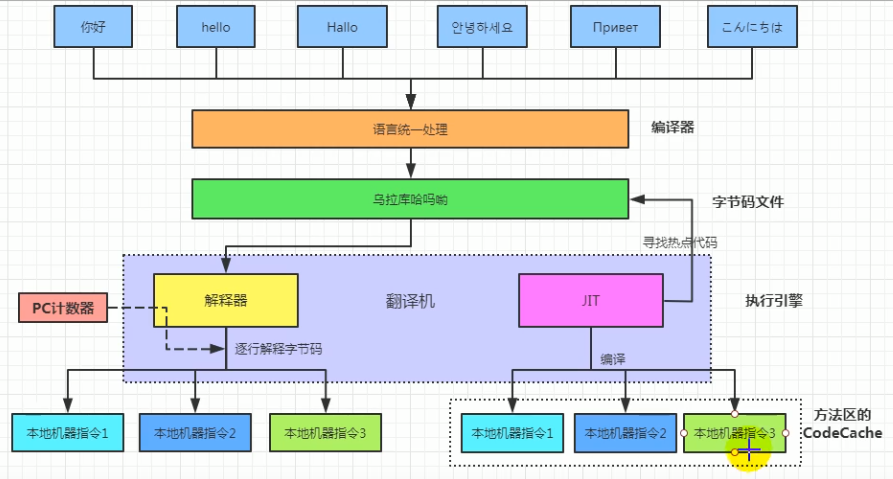 你好
hello
Hallo
안녕하세요
Привет
こんにちは
语言统一处理
编译器
乌拉库哈吗呦
字节码文件
寻找热点代码
解释器
翻译机
JIT
执行引擎
PC计数器
逐行解释字节码
编译
本地机器指令1
本地机器指令2
本地机器指令3
本地机器指令1
本地机器指令2
本地机器指令3
方法区的
CodeCache